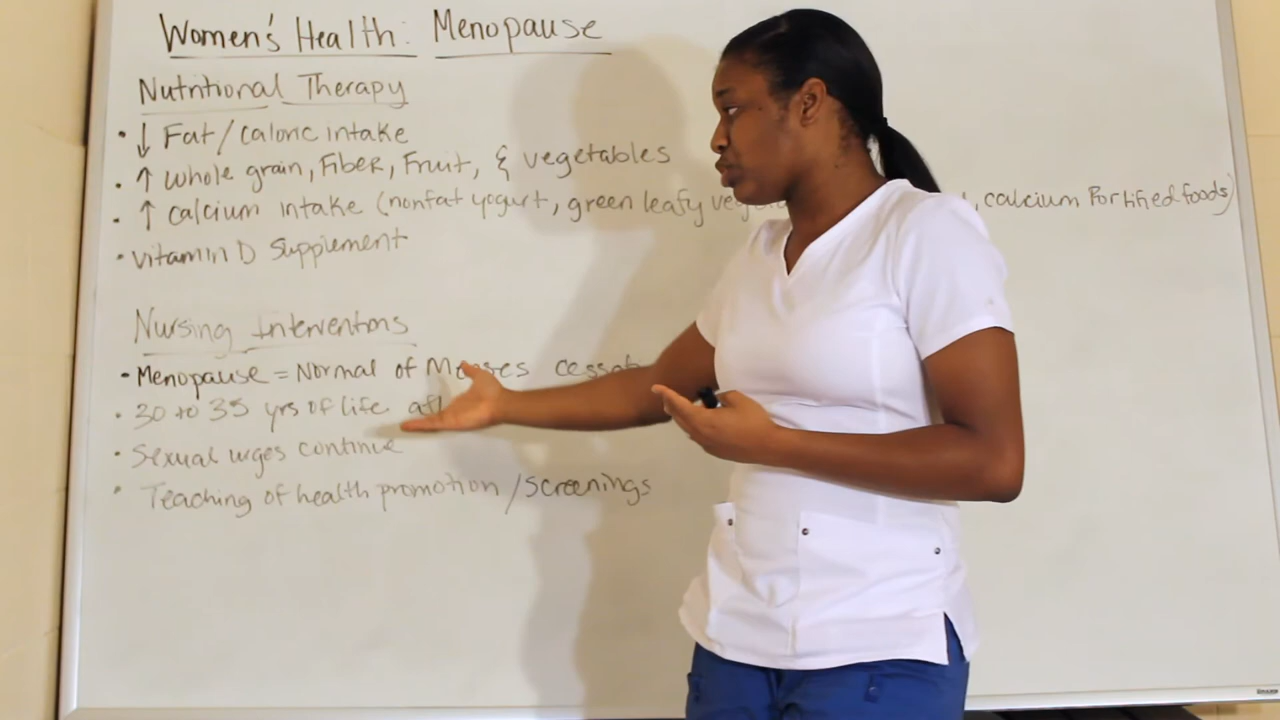 Women's Health: Menopause
Nutritional Therapy
• ↓ Fat/caloric intake
• ↑ whole grain, Fiber, Fruit, & vegetables
• ↑ calcium intake (nonfat yogurt, green leafy , calcium Fortified foods)
• vitamin D Supplement
Nursing Interventions
• Menopause = Normal of Menses
• 30 to 35 yrs of life
• Sexual urges continue
• Teaching of health promotion/screenings